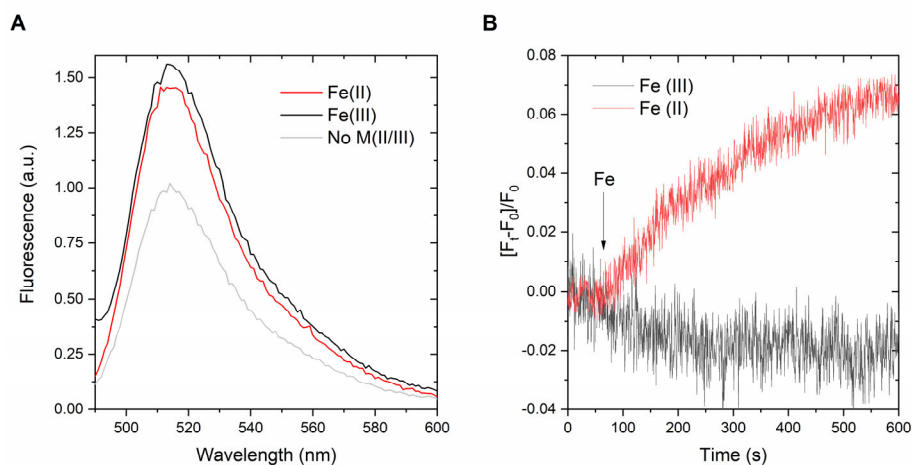 A
Fluorescence (a.u.)
1.50
1.25
1.00
0.75
0.50
0.25
0.00
Fe(II)
Fe(III)
No M(II/III)
500 520 540 560 580 600
Wavelength (nm)
B
[Ft-F0]/F0
0.08
0.06
0.04
0.02
0.00
-0.02
-0.04
Fe (III)
Fe (II)
Fe
0 100 200 300 400 500 600
Time (s)